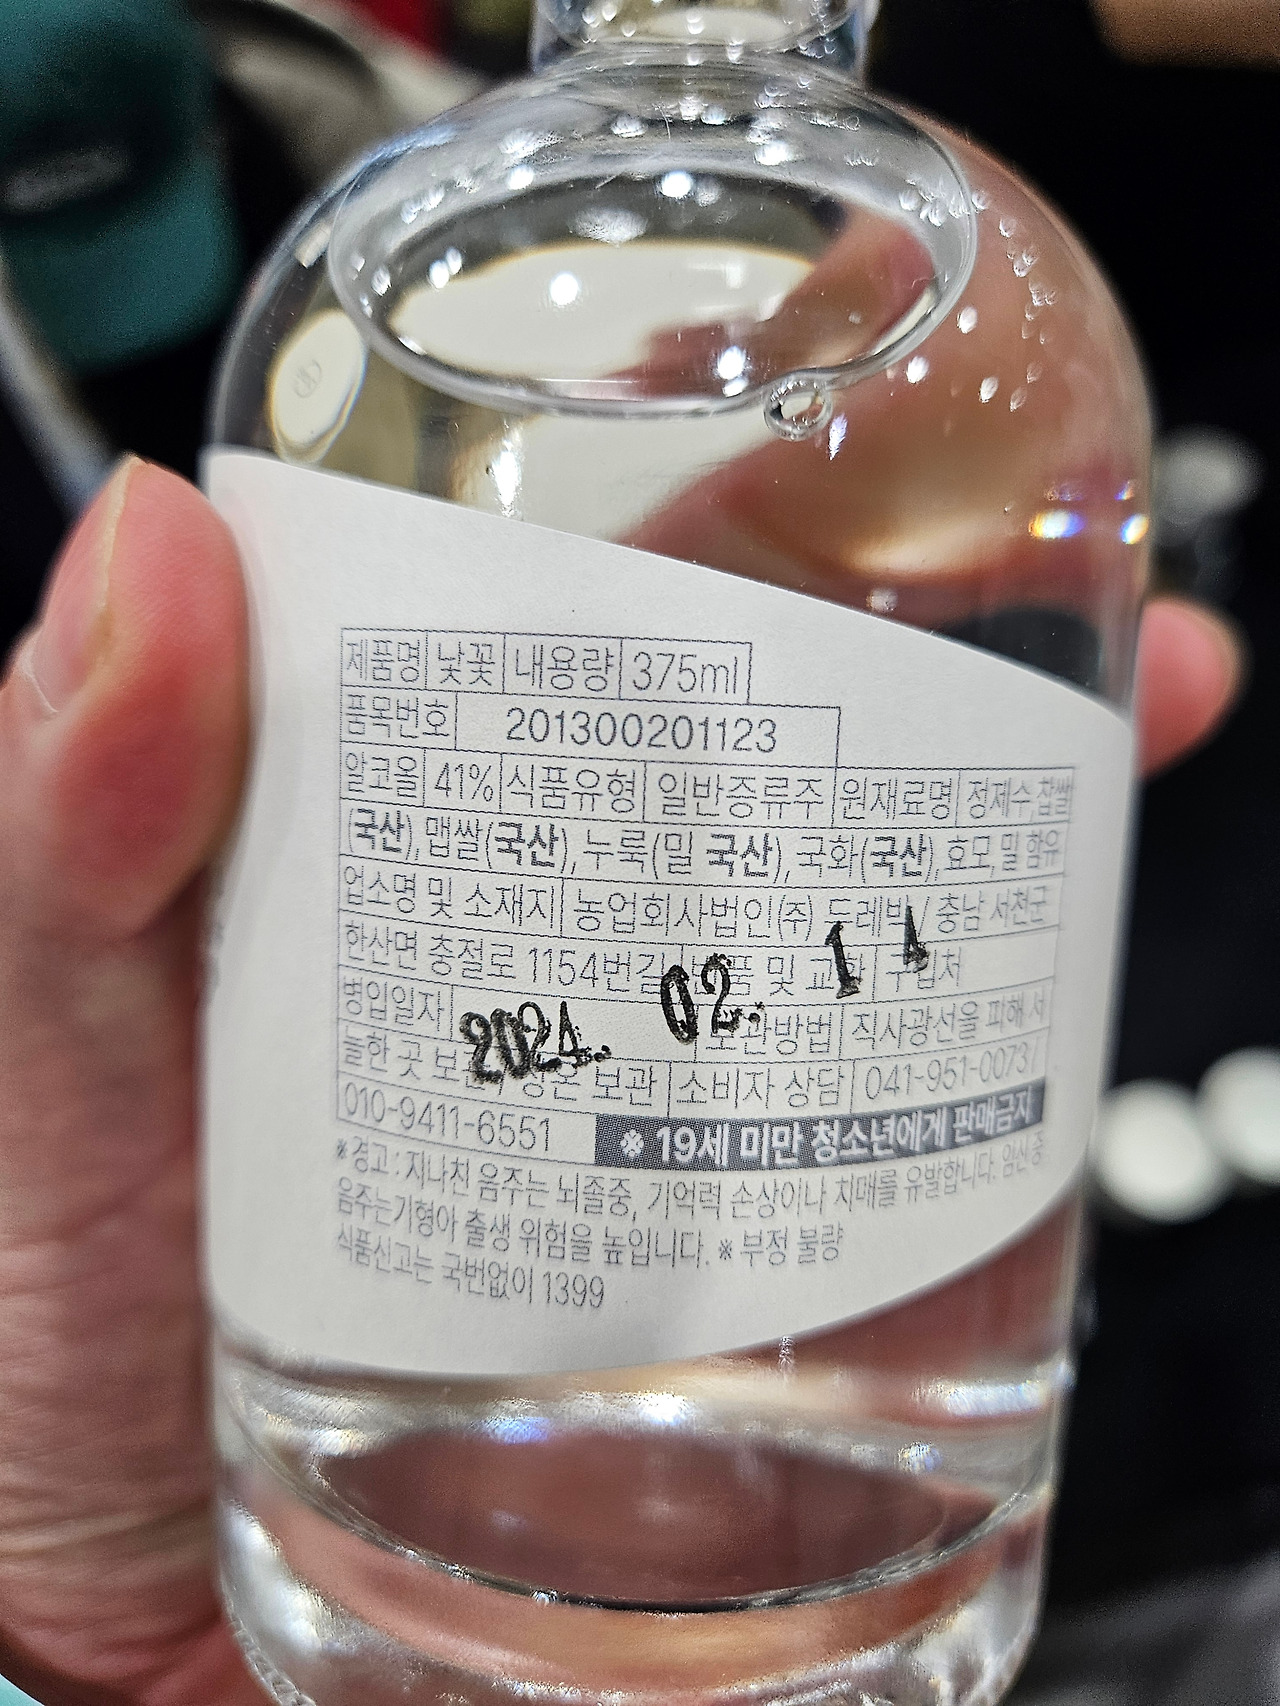 제품명 낮꽃 내용량 375ml
품목번호 201300201123
알코올 41% 식품유형 일반증류주 원재료명 정제수,찹쌀
(국산),맵쌀(국산),누룩(밀 국산),국화(국산),효모,밀 함유
업소명 및 소재지 농업회사법인(주) 두레박/ 충남 서천군
한산면 충절로 1154번길 반품 및 교환 구입처
병입일자 2024. 02. 14 보관방법 직사광선을 피해 서
늘한 곳 보관, 상온 보관 소비자 상담 041-951-0073/
010-9411-6551 ※ 19세 미만 청소년에게 판매금지
※경고 : 지나친 음주는 뇌졸중, 기억력 손상이나 치매를 유발합니다. 임신 중
음주는기형아 출생 위험을 높입니다. ※ 부정 불량
식품신고는 국번없이 1399